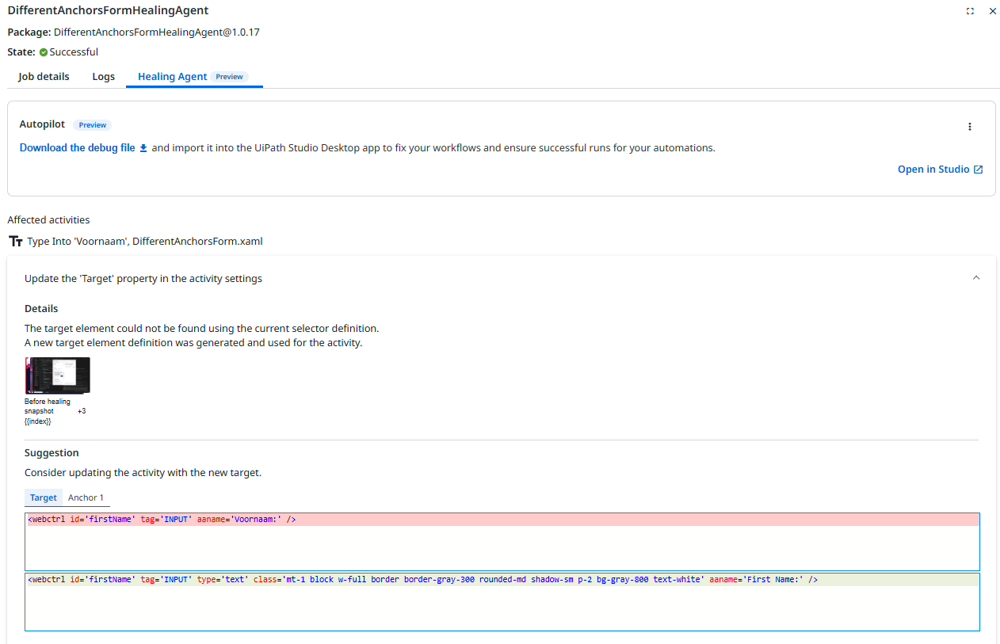 DifferentAnchorsFormHealingAgent
Package: DifferentAnchorsFormHealingAgent@1.0.17
State: Successful
Job details Logs Healing Agent Preview
Autopilot Preview
Download the debug file and import it into the UiPath Studio Desktop app to fix your workflows and ensure successful runs for your automations.
Open in Studio
Affected activities
Type Into 'Voornaam', DifferentAnchorsForm.xaml
Update the 'Target' property in the activity settings
Details
The target element could not be found using the current selector definition.
A new target element definition was generated and used for the activity.
Before healing
snapshot +3
{{index}}
Suggestion
Consider updating the activity with the new target.
Target Anchor 1
<webctrl id='firstName' tag='INPUT' aaname='Voornaam:' />
<webctrl id='firstName' tag='INPUT' type='text' class='mt-1 block w-full border border-gray-300 rounded-md shadow-sm p-2 bg-gray-800 text-white' aaname='First Name:' />